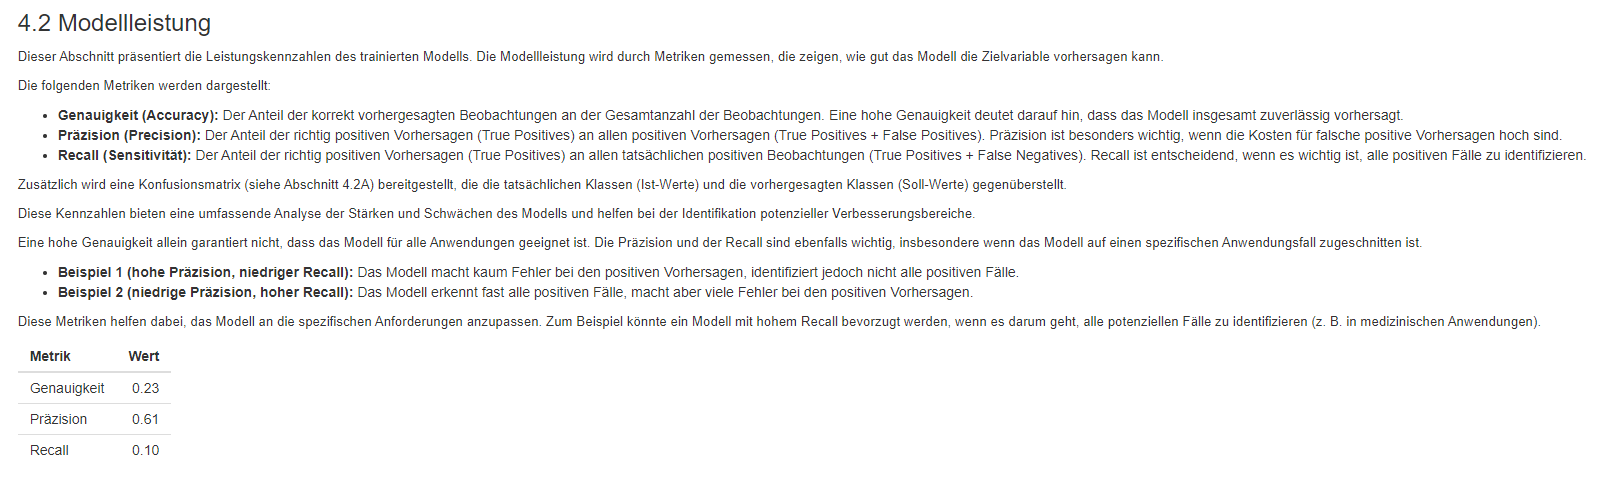 4.2 Modellleistung
Dieser Abschnitt präsentiert die Leistungskennzahlen des trainierten Modells. Die Modellleistung wird durch Metriken gemessen, die zeigen, wie gut das Modell die Zielvariable vorhersagen kann.
Die folgenden Metriken werden dargestellt:
• Genauigkeit (Accuracy): Der Anteil der korrekt vorhergesagten Beobachtungen an der Gesamtanzahl der Beobachtungen. Eine hohe Genauigkeit deutet darauf hin, dass das Modell insgesamt zuverlässig vorhersagt.
• Präzision (Precision): Der Anteil der richtig positiven Vorhersagen (True Positives) an allen positiven Vorhersagen (True Positives + False Positives). Präzision ist besonders wichtig, wenn die Kosten für falsche positive Vorhersagen hoch sind.
• Recall (Sensitivität): Der Anteil der richtig positiven Vorhersagen (True Positives) an allen tatsächlichen positiven Beobachtungen (True Positives + False Negatives). Recall ist entscheidend, wenn es wichtig ist, alle positiven Fälle zu identifizieren.
Zusätzlich wird eine Konfusionsmatrix (siehe Abschnitt 4.2A) bereitgestellt, die die tatsächlichen Klassen (Ist-Werte) und die vorhergesagten Klassen (Soll-Werte) gegenüberstellt.
Diese Kennzahlen bieten eine umfassende Analyse der Stärken und Schwächen des Modells und helfen bei der Identifikation potenzieller Verbesserungsbereiche.
Eine hohe Genauigkeit allein garantiert nicht, dass das Modell für alle Anwendungen geeignet ist. Die Präzision und der Recall sind ebenfalls wichtig, insbesondere wenn das Modell auf einen spezifischen Anwendungsfall zugeschnitten ist.
• Beispiel 1 (hohe Präzision, niedriger Recall): Das Modell macht kaum Fehler bei den positiven Vorhersagen, identifiziert jedoch nicht alle positiven Fälle.
• Beispiel 2 (niedrige Präzision, hoher Recall): Das Modell erkennt fast alle positiven Fälle, macht aber viele Fehler bei den positiven Vorhersagen.
Diese Metriken helfen dabei, das Modell an die spezifischen Anforderungen anzupassen. Zum Beispiel könnte ein Modell mit hohem Recall bevorzugt werden, wenn es darum geht, alle potenziellen Fälle zu identifizieren (z. B. in medizinischen Anwendungen).
Metrik Wert
Genauigkeit 0.23
Präzision 0.61
Recall 0.10